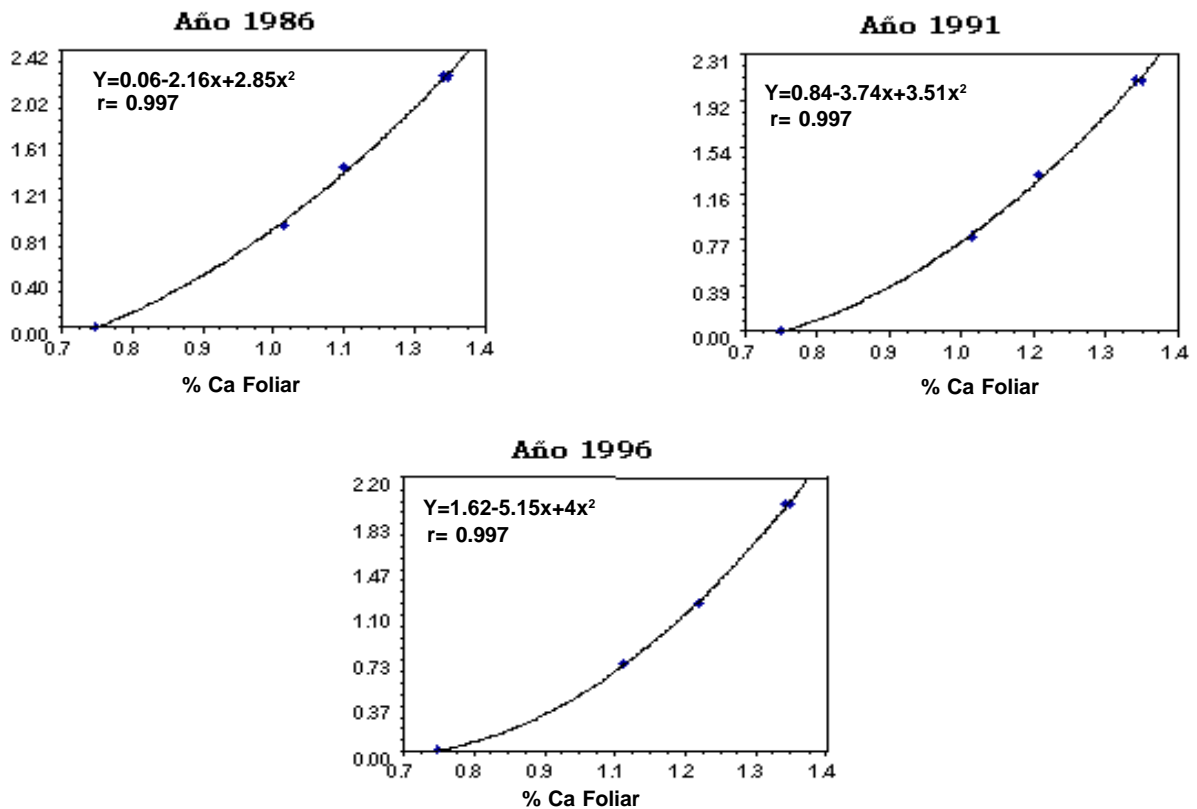 Año 1986
2.42
2.02
1.61
1.21
0.81
0.40
0.00
Y=0.06-2.16x+2.85x²
r= 0.997
0.7 0.8 0.9 1.0 1.1 1.3 1.4
% Ca Foliar
Año 1991
2.31
1.92
1.54
1.16
0.77
0.39
0.00
Y=0.84-3.74x+3.51x²
r= 0.997
0.7 0.8 0.9 1.0 1.2 1.3 1.4
% Ca Foliar
Año 1996
2.20
1.83
1.47
1.10
0.73
0.37
0.00
Y=1.62-5.15x+4x²
r= 0.997
0.7 0.8 0.9 1.1 1.2 1.3 1.4
% Ca Foliar